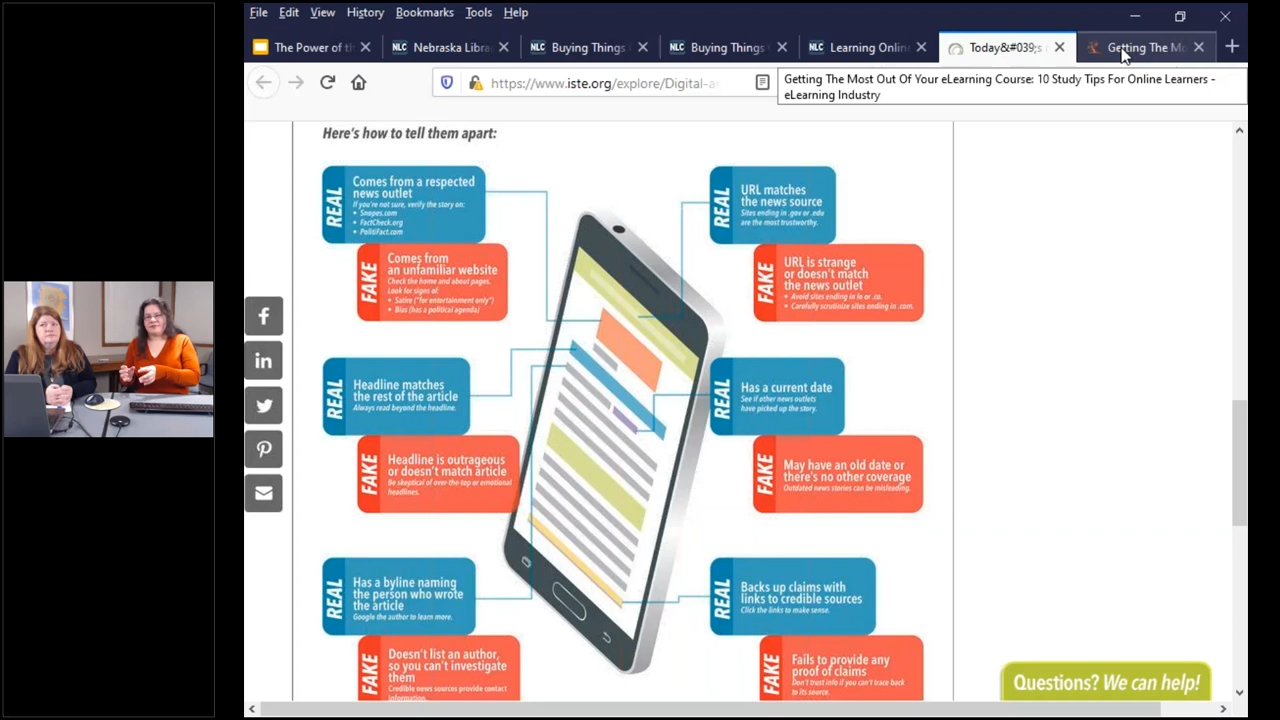 File Edit View History Bookmarks Tools Help
The Power of t
Nebraska Libra
Buying Things
Buying Things
Learning Onlin
Today&#039;s
Getting The Mo
https://www.iste.org/explore/Digital-a
Getting The Most Out Of Your eLearning Course: 10 Study Tips For Online Learners -
eLearning Industry
Here's how to tell them apart:
REAL
Comes from a respected
news outlet
If you're not sure, verify the story on:
• Snopes.com
• FactCheck.org
• PolitiFact.com
FAKE
Comes from
an unfamiliar website
Check the home and about pages.
Look for signs of:
• Satire ("for entertainment only")
• Bias (has a political agenda)
REAL
URL matches
the news source
Sites ending in .gov or .edu
are the most trustworthy.
FAKE
URL is strange
or doesn't match
the news outlet
• Avoid sites ending in lo or .co.
• Carefully scrutinize sites ending in .com.
REAL
Headline matches
the rest of the article
Always read beyond the headline.
FAKE
Headline is outrageous
or doesn't match article
Be skeptical of over-the-top or emotional
headlines.
REAL
Has a current date
See if other news outlets
have picked up the story.
FAKE
May have an old date or
there's no other coverage
Outdated news stories can be misleading.
REAL
Has a byline naming
the person who wrote
the article
Google the author to learn more.
FAKE
Doesn't list an author,
so you can't investigate
them
Credible news sources provide contact
information.
REAL
Backs up claims with
links to credible sources
Click the links to make sense.
FAKE
Fails to provide any
proof of claims
Don't trust info if you can't trace back
to its source.
Questions? We can help!